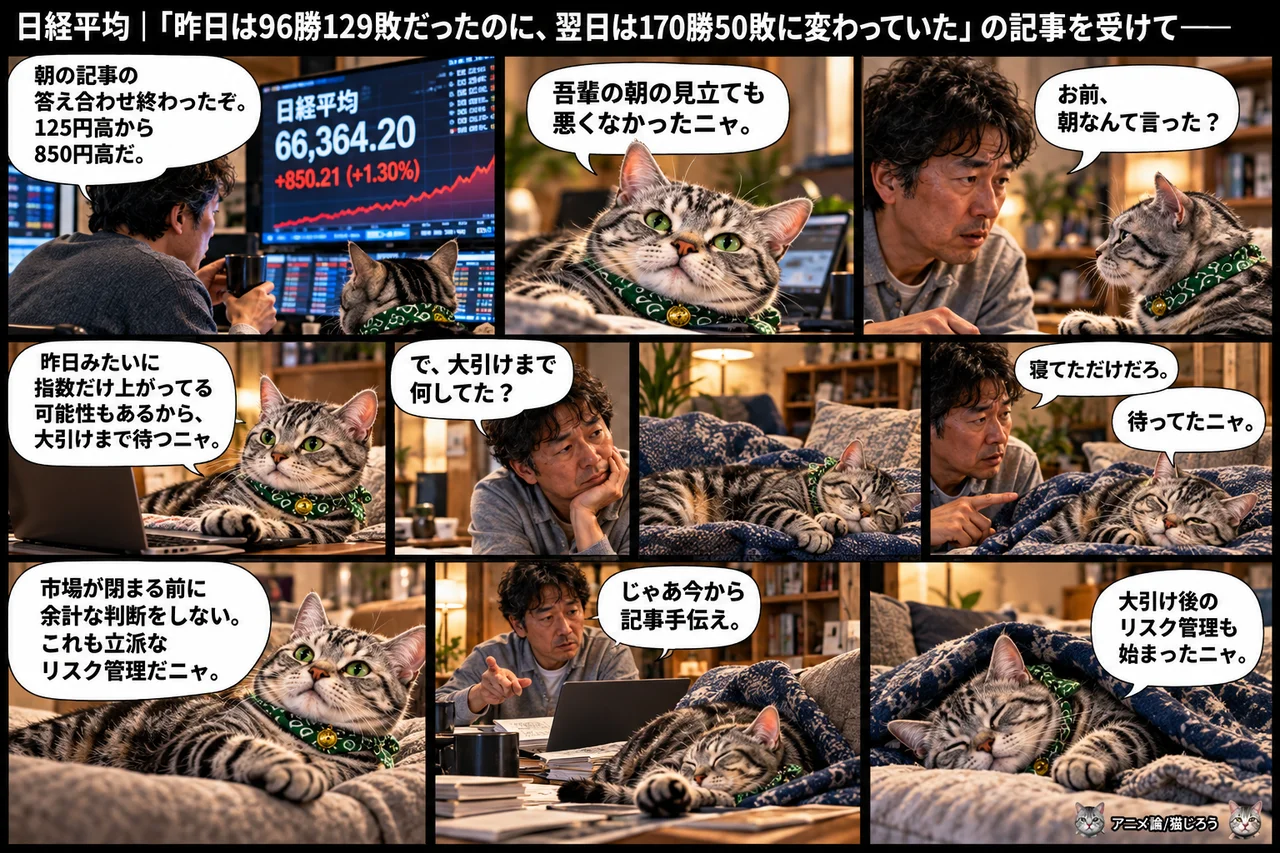 日経平均｜「昨日は96勝129敗だったのに、翌日は170勝50敗に変わっていた」の記事を受けて──
朝の記事の
答え合わせ終わったぞ。
125円高から
850円高だ。
日経平均
66,364.20
+850.21 (+1.30%)
吾輩の朝の見立ても
悪くなかったニャ。
お前、
朝なんて言った？
昨日みたいに
指数だけ上がってる
可能性もあるから、
大引けまで待つニャ。
で、大引けまで
何してた？
寝てただけだろ。
待ってたニャ。
市場が閉まる前に
余計な判断をしない。
これも立派な
リスク管理だニャ。
じゃあ今から
記事手伝え。
大引け後の
リスク管理も
始まったニャ。
アニメ論/猫じろう